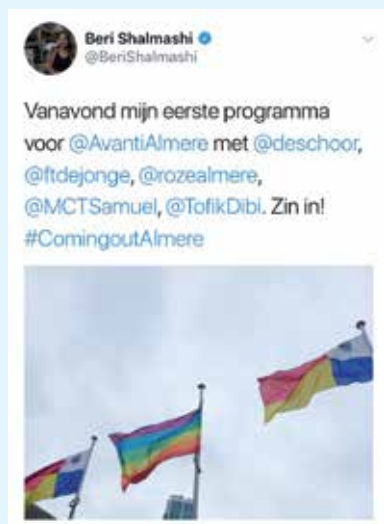 Beri Shalmashi
@BeriShalmashi
Vanavond mijn eerste programma
voor @AvantiAlmere met @deschoor,
@ftdejonge, @rozealmere,
@MCTSamuel, @TofikDibi. Zin in!
#ComingoutAlmere